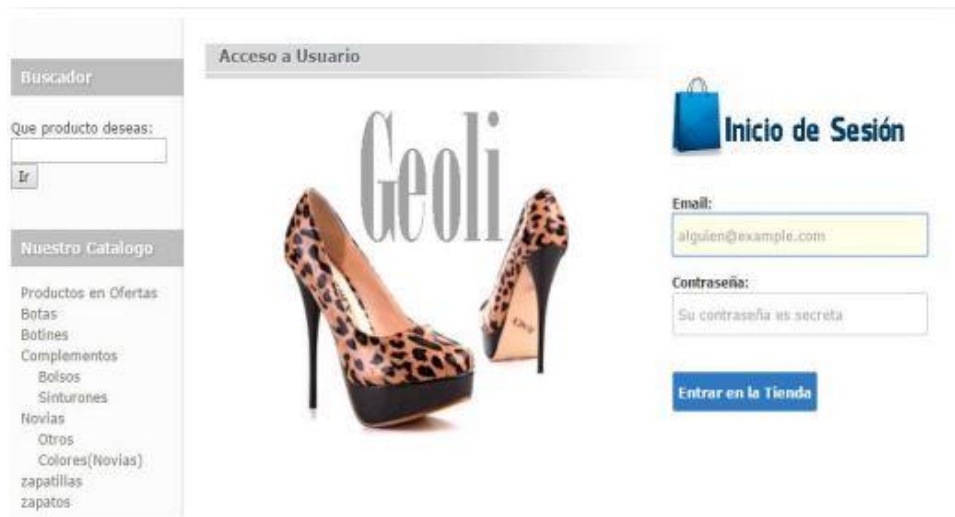 Buscador
Que producto deseas:
Ir
Nuestro Catalogo
Productos en Ofertas
Botas
Botines
Complementos
Bolsos
Sinturones
Novias
Otros
Colores(Novias)
zapatillas
zapatos
Acceso a Usuario
Geoli
Inicio de Sesión
Email:
alguien@example.com
Contraseña:
Su contraseña es secreta
Entrar en la Tienda